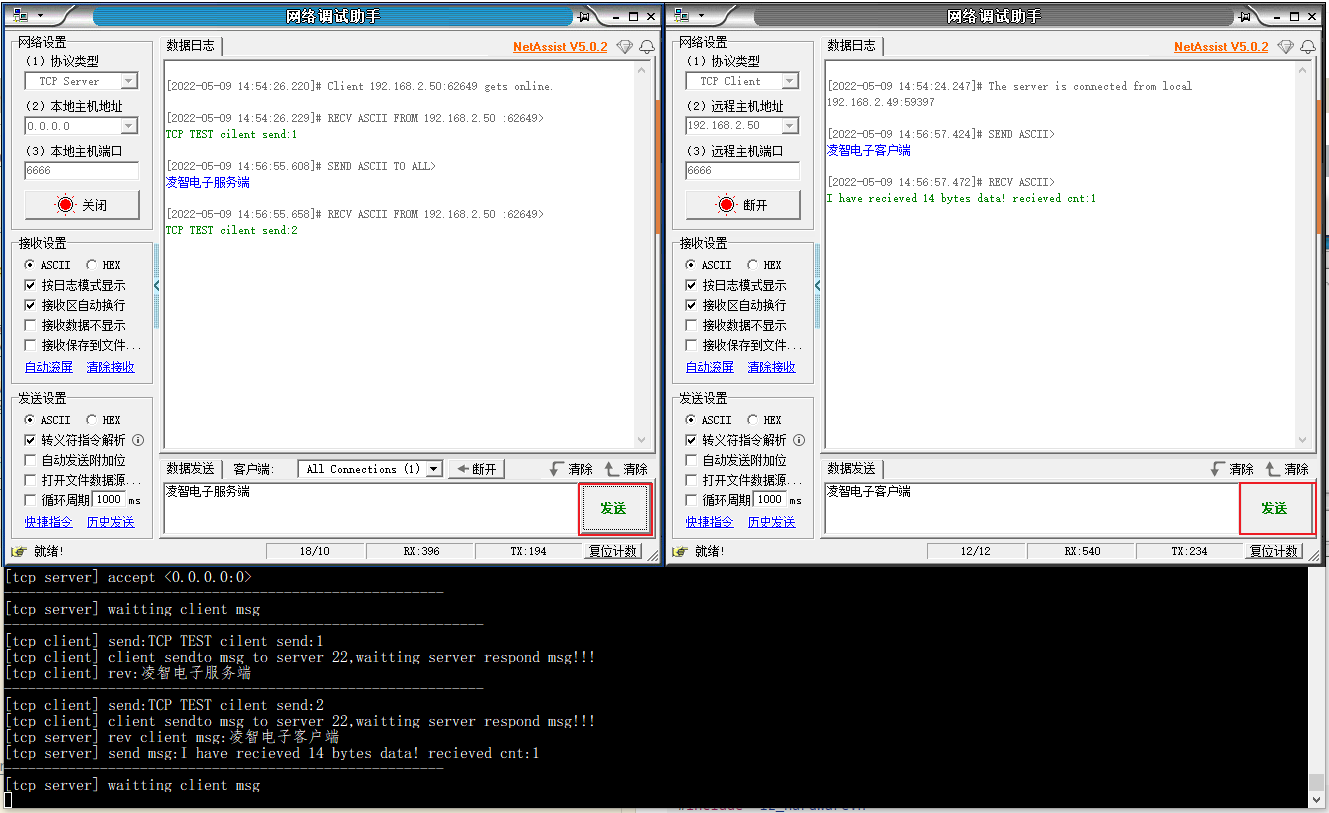 网络调试助手
网络设置
(1) 协议类型
TCP Server
(2) 本地主机地址
0.0.0.0
(3) 本地主机端口
6666
关闭
接收设置
ASCII HEX
按日志模式显示
接收区自动换行
接收数据不显示
接收保存到文件...
自动滚屏 清除接收
发送设置
ASCII HEX
转义符指令解析
自动发送附加位
打开文件数据源...
循环周期 1000 ms
快捷指令 历史发送
数据日志
NetAssist V5.0.2
[2022-05-09 14:54:26.220]# Client 192.168.2.50:62649 gets online.
[2022-05-09 14:54:26.229]# RECV ASCII FROM 192.168.2.50 :62649>
TCP TEST cilent send:1
[2022-05-09 14:56:55.608]# SEND ASCII TO ALL>
凌智电子服务端
[2022-05-09 14:56:55.658]# RECV ASCII FROM 192.168.2.50 :62649>
TCP TEST cilent send:2
数据发送 客户端: All Connections (1) 断开 清除 清除
凌智电子服务端
发送
就绪! 18/10 RX:396 TX:194 复位计数
网络调试助手
网络设置
(1) 协议类型
TCP Client
(2) 远程主机地址
192.168.2.50
(3) 远程主机端口
6666
断开
接收设置
ASCII HEX
按日志模式显示
接收区自动换行
接收数据不显示
接收保存到文件...
自动滚屏 清除接收
发送设置
ASCII HEX
转义符指令解析
自动发送附加位
打开文件数据源...
循环周期 1000 ms
快捷指令 历史发送
数据日志
NetAssist V5.0.2
[2022-05-09 14:54:24.247]# The server is connected from local
192.168.2.49:59397
[2022-05-09 14:56:57.424]# SEND ASCII>
凌智电子客户端
[2022-05-09 14:56:57.472]# RECV ASCII>
I have recieved 14 bytes data! recieved cnt:1
数据发送 清除 清除
凌智电子客户端
发送
就绪! 12/12 RX:540 TX:234 复位计数
[tcp server] accept <0.0.0.0:0>
-------------------------------------------------------
[tcp server] waitting client msg
------------------------------------------------------------
[tcp client] send:TCP TEST cilent send:1
[tcp client] client sendto msg to server 22,waitting server respond msg!!!
[tcp client] rev:凌智电子服务端
------------------------------------------------------------
[tcp client] send:TCP TEST cilent send:2
[tcp client] client sendto msg to server 22,waitting server respond msg!!!
[tcp server] rev client msg:凌智电子客户端
[tcp server] send msg:I have recieved 14 bytes data! recieved cnt:1
-------------------------------------------------------
[tcp server] waitting client msg